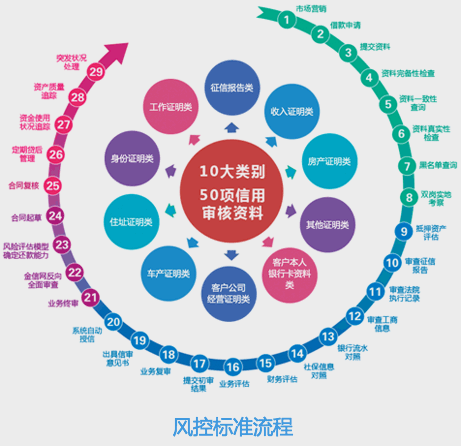 1
市场营销
2
借款申请
3
提交资料
4
资料完备性检查
5
资料一致性
查询
6
资料真实性
检查
7
黑名单查询
8
双岗实地
考察
9
抵押资产
评估
10
审查征信
报告
11
审查法院
执行记录
12
审查工商
信息
13
银行流水
对照
14
社保信息
对照
15
财务评估
16
业务评估
17
提交初审
结果
18
业务复审
19
出具信审
意见书
20
系统自动
授信
21
业务终审
22
金信网反向
全面审查
23
风险评估模型
确定还款能力
24
合同起草
25
合同复核
26
定期贷后
管理
27
资金使用
状况追踪
28
资产质量
追踪
29
突发状况
处理
征信报告类
收入证明类
房产证明类
其他证明类
客户本人
银行卡资料
类
客户公司
经营证明类
车产证明类
住址证明类
身份证明类
工作证明类
10大类别
50项信用
审核资料
风控标准流程